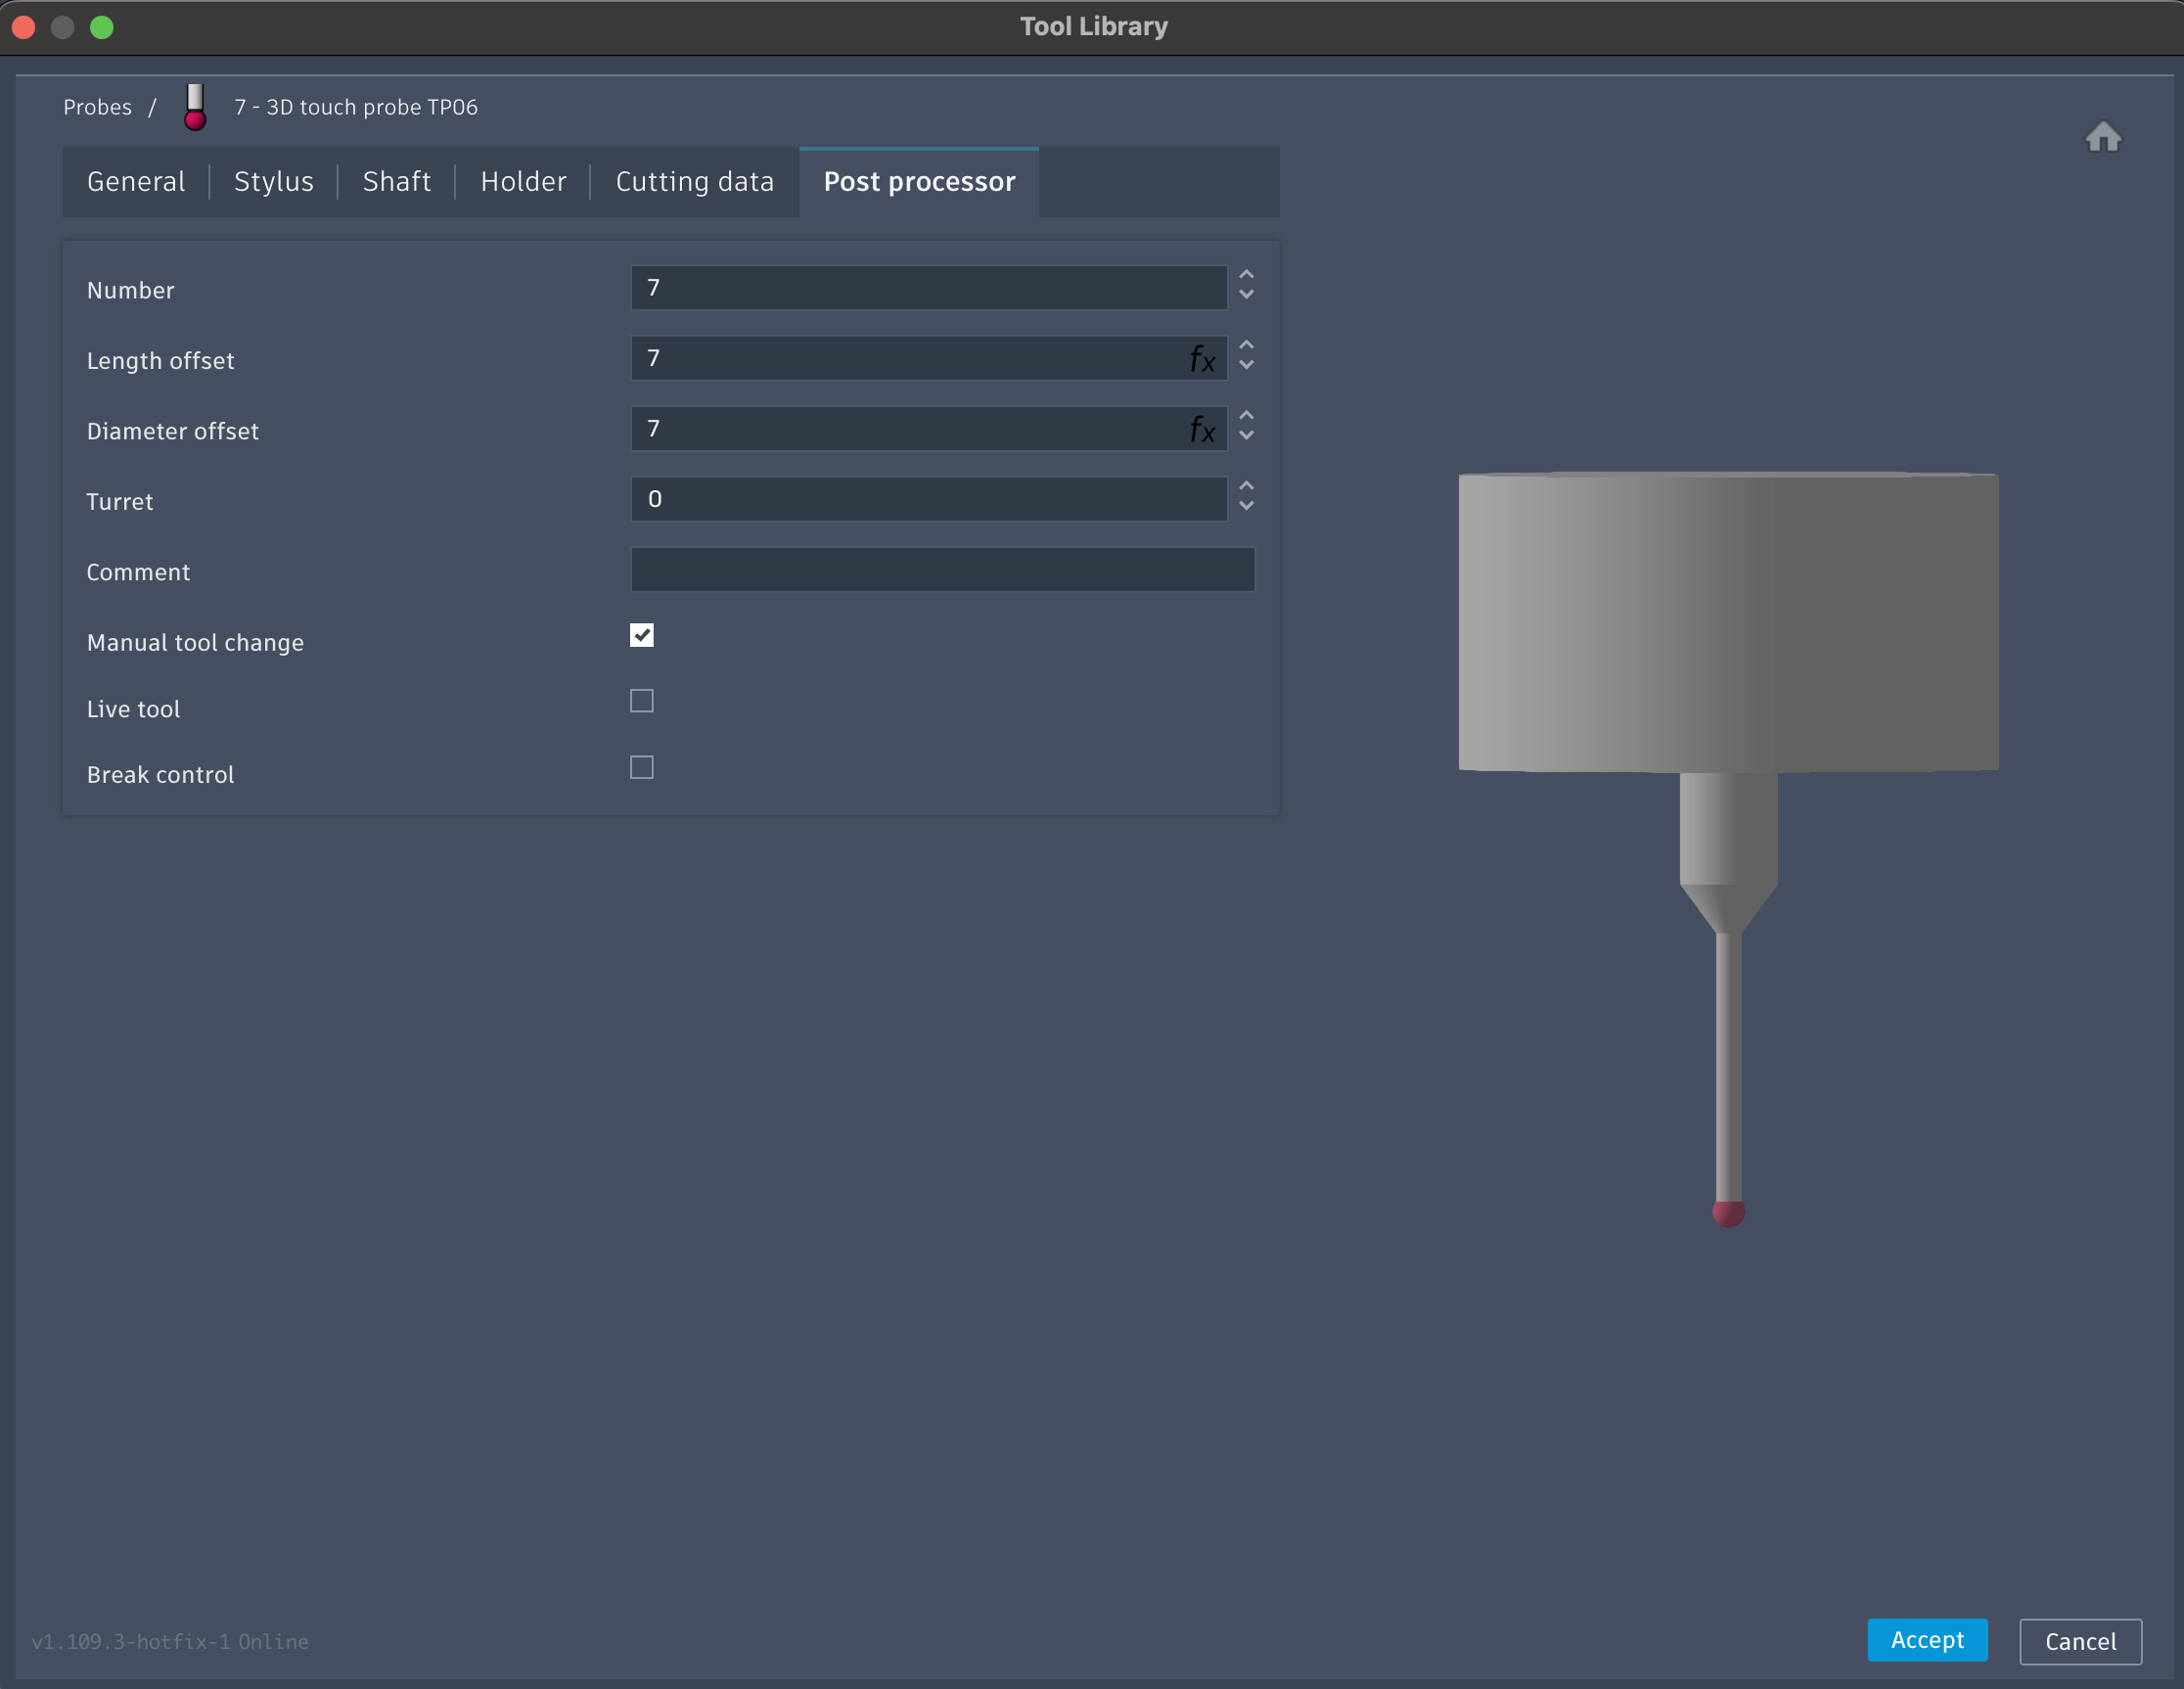 Tool Library
Probes / 7 - 3D touch probe TP06
General Stylus Shaft Holder Cutting data Post processor
Number 7
Length offset 7 fx
Diameter offset 7 fx
Turret 0
Comment
Manual tool change
Live tool
Break control
v1.109.3-hotfix-1 Online
Accept Cancel